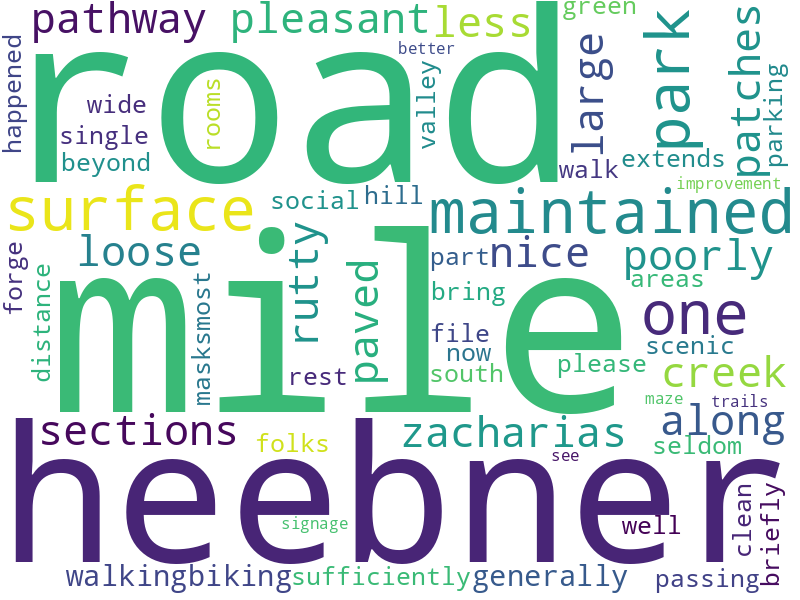 pathway pleasant less green
happened road better park patches
wide rooms valley large parking
single
beyond walk extends
improvement
surface social hill maintained
loose rutty part nice poorly
forge mile bring areas
distance masksmost paved file one
now scenic
rest south please creek
maze trails
sections zacharias along
folks see seldom
heebner
signage well clean briefly
walkingbiking sufficiently generally passing